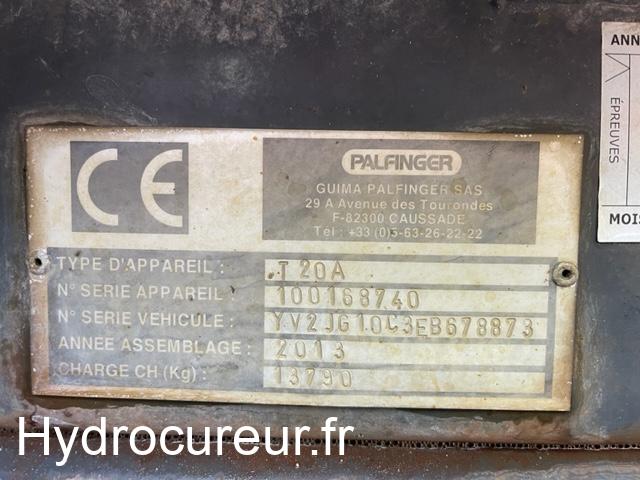 CE
PALFINGER
GUIMA PALFINGER SAS
29 A Avenue des Tourondes
F-82300 CAUSSADE
Tél : +33 (0)5-63-26-22-22
TYPE D'APPAREIL : T 20A
N° SERIE APPAREIL : 100168740
N° SERIE VEHICULE : YV2JG10C3EB678873
ANNEE ASSEMBLAGE : 2013
CHARGE CH (Kg) : 13790
ANN
ÉPREUVES
MOIS
Hydrocureur.fr